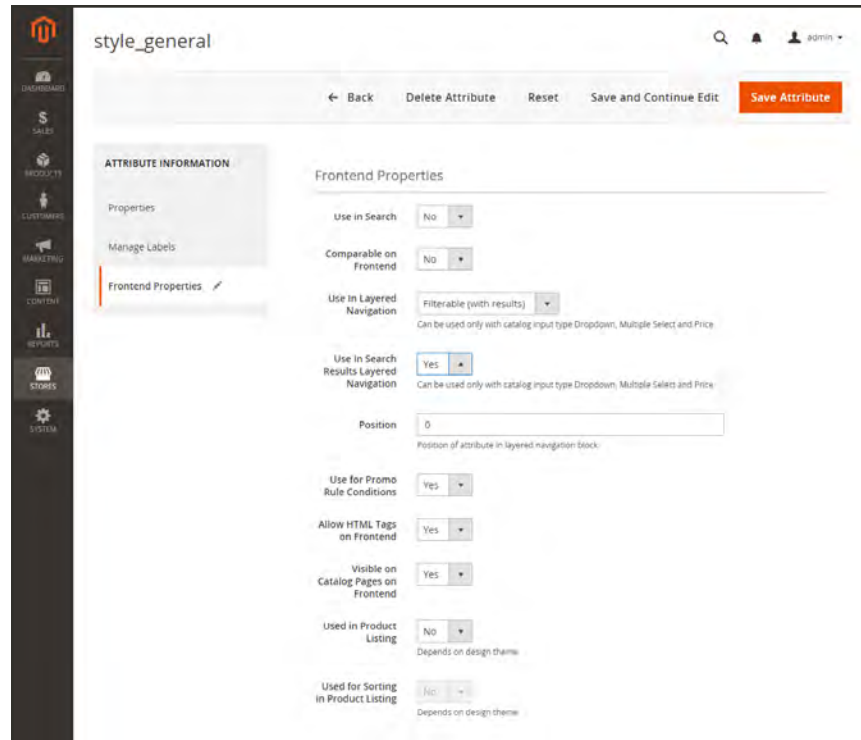 style_general
admin
DASHBOARD
SALES
PRODUCTS
CUSTOMERS
MARKETING
CONTENT
REPORTS
STORES
SYSTEM
← Back Delete Attribute Reset Save and Continue Edit Save Attribute
ATTRIBUTE INFORMATION
Properties
Manage Labels
Frontend Properties
Frontend Properties
Use in Search No
Comparable on
Frontend No
Use In Layered
Navigation Filterable (with results)
Can be used only with catalog input type Dropdown, Multiple Select and Price
Use In Search
Results Layered
Navigation Yes
Can be used only with catalog input type Dropdown, Multiple Select and Price
Position 0
Position of attribute in layered navigation block
Use for Promo
Rule Conditions Yes
Allow HTML Tags
on Frontend Yes
Visible on
Catalog Pages on
Frontend Yes
Used in Product
Listing No
Depends on design theme
Used for Sorting
in Product Listing No
Depends on design theme